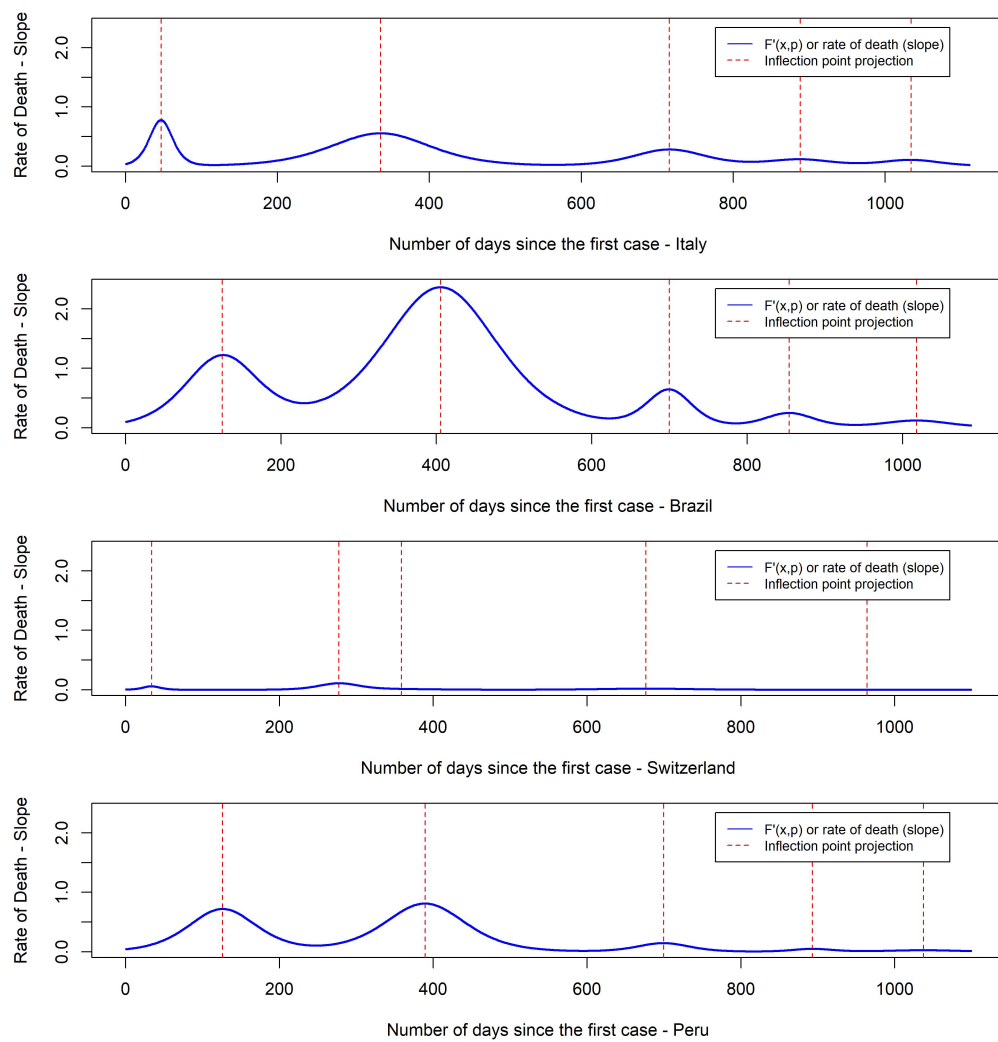 Rate of Death - Slope
2.0
1.0
0.0
F'(x,p) or rate of death (slope)
Inflection point projection
0 200 400 600 800 1000
Number of days since the first case - Italy
Rate of Death - Slope
2.0
1.0
0.0
F'(x,p) or rate of death (slope)
Inflection point projection
0 200 400 600 800 1000
Number of days since the first case - Brazil
Rate of Death - Slope
2.0
1.0
0.0
F'(x,p) or rate of death (slope)
Inflection point projection
0 200 400 600 800 1000
Number of days since the first case - Switzerland
Rate of Death - Slope
2.0
1.0
0.0
F'(x,p) or rate of death (slope)
Inflection point projection
0 200 400 600 800 1000
Number of days since the first case - Peru